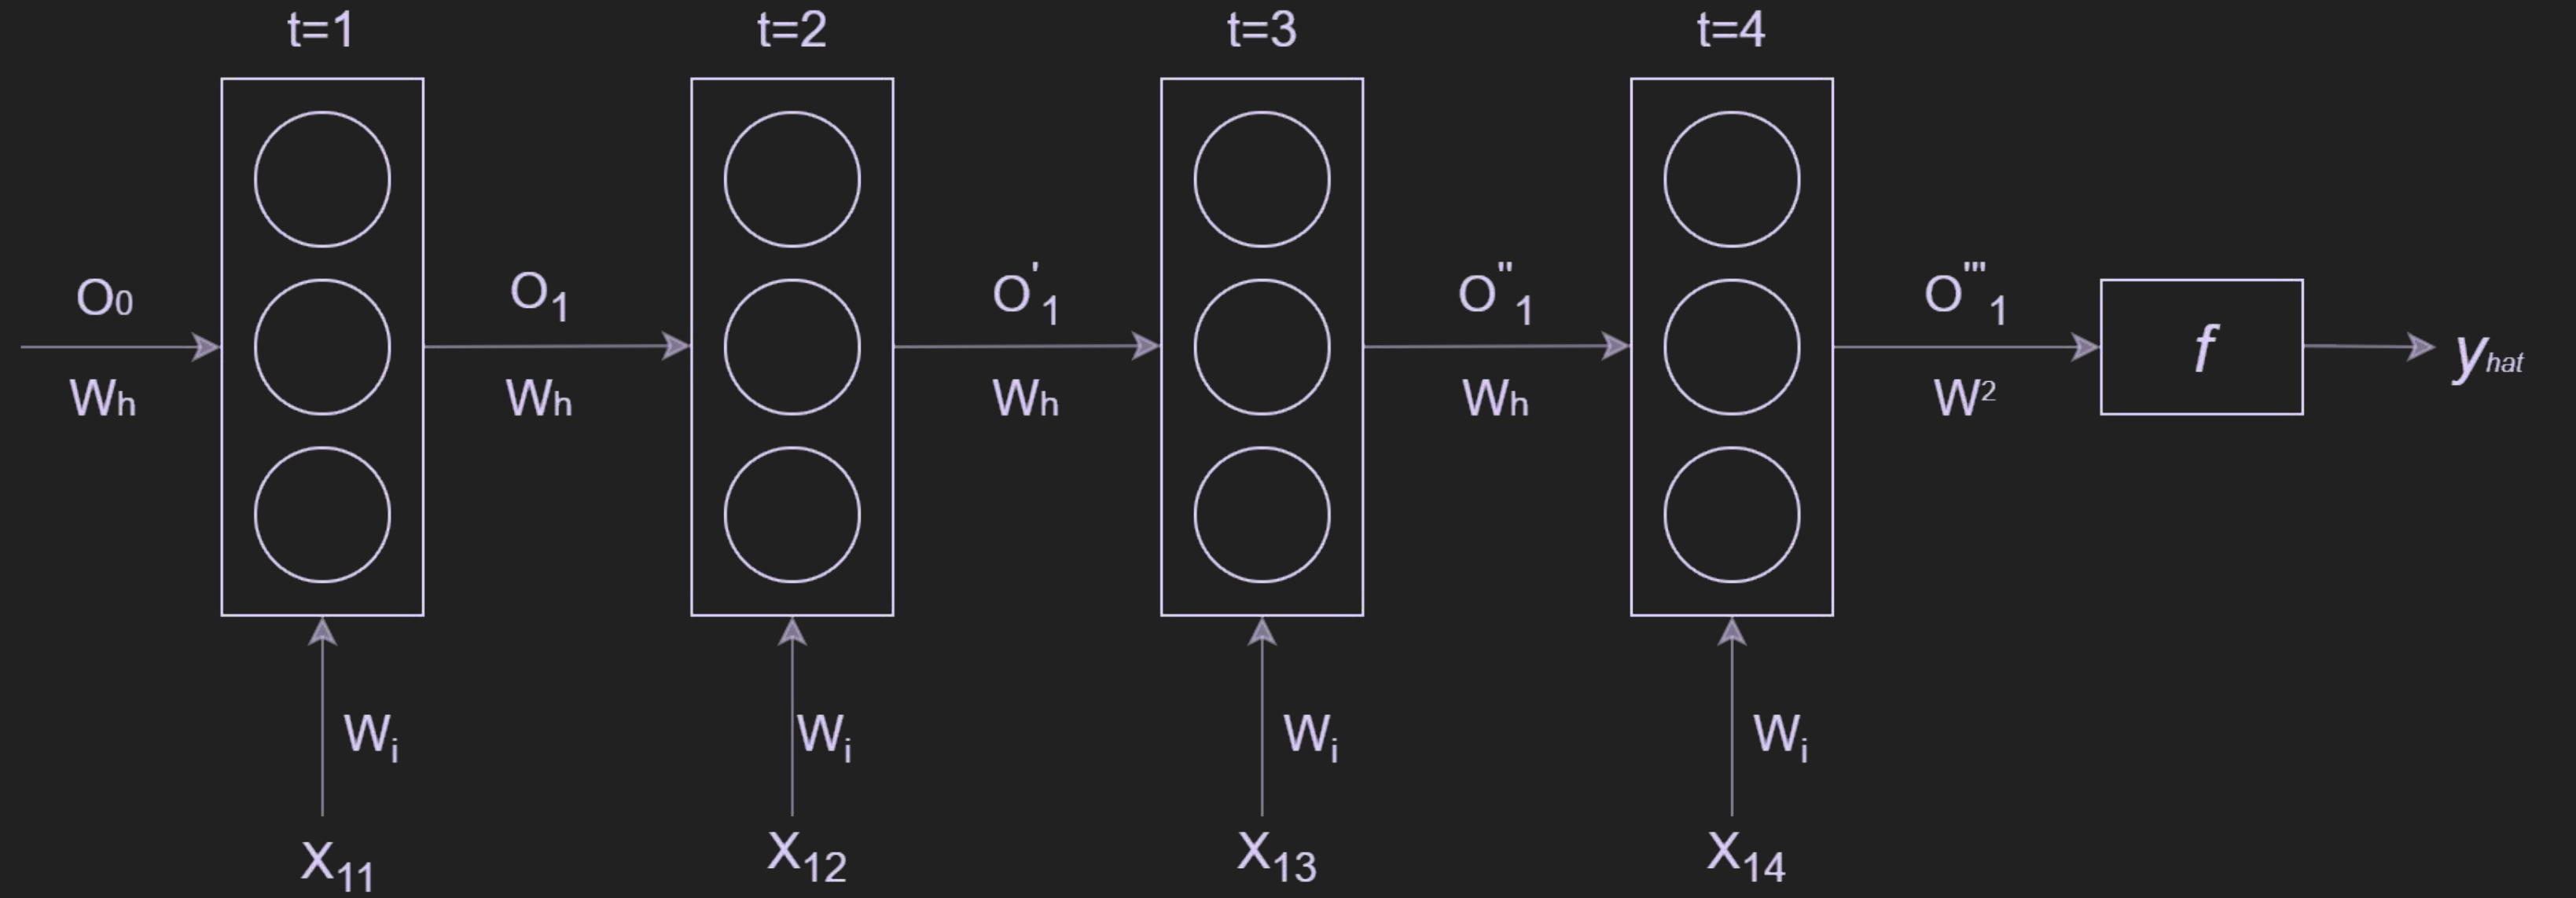 t=1 t=2 t=3 t=4
O₀ O₁ O'₁ O"₁ O'''₁
f yhat
Wh Wh Wh Wh W²
Wᵢ Wᵢ Wᵢ Wᵢ
X₁₁ X₁₂ X₁₃ X₁₄